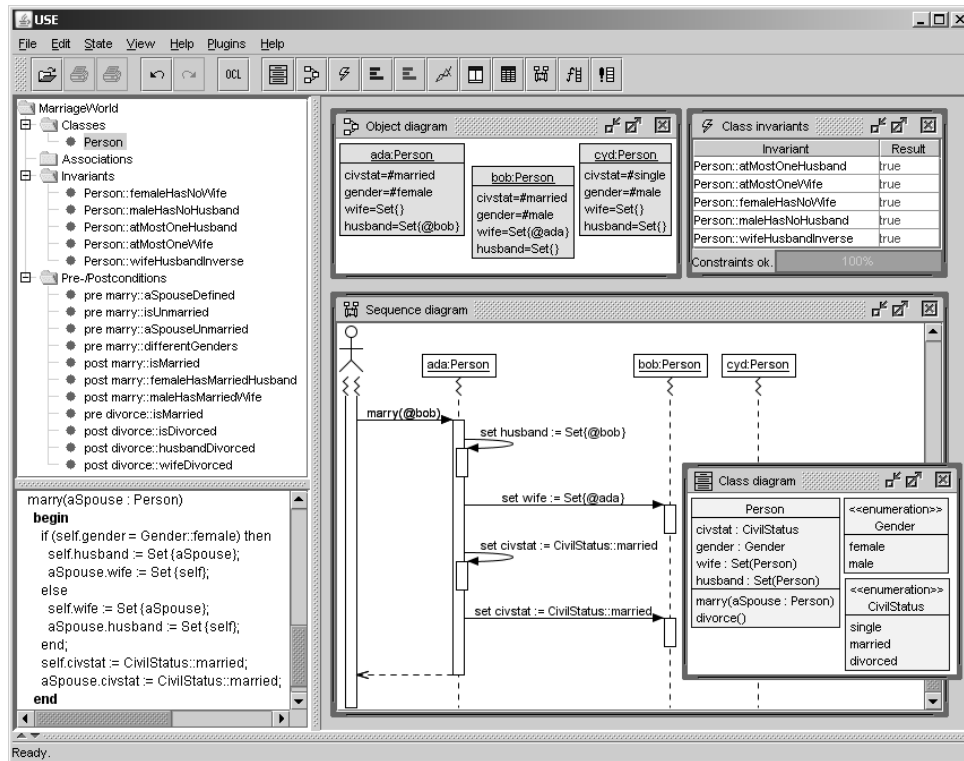 USE
File Edit State View Help Plugins Help
OCL
MarriageWorld
Classes
Person
Associations
Invariants
Person::femaleHasNoWife
Person::maleHasNoHusband
Person::atMostOneHusband
Person::atMostOneWife
Person::wifeHusbandInverse
Pre-/Postconditions
pre marry::aSpouseDefined
pre marry::isUnmarried
pre marry::aSpouseUnmarried
pre marry::differentGenders
post marry::isMarried
post marry::femaleHasMarriedHusband
post marry::maleHasMarriedWife
pre divorce::isMarried
post divorce::isDivorced
post divorce::husbandDivorced
post divorce::wifeDivorced
marry(aSpouse : Person)
begin
if (self.gender = Gender::female) then
self.husband := Set {aSpouse};
aSpouse.wife := Set {self};
else
self.wife := Set {aSpouse};
aSpouse.husband := Set {self};
end;
self.civstat := CivilStatus::married;
aSpouse.civstat := CivilStatus::married;
end
Object diagram
ada:Person
civstat=#married
gender=#female
wife=Set{}
husband=Set{@bob}
bob:Person
civstat=#married
gender=#male
wife=Set{@ada}
husband=Set{}
cyd:Person
civstat=#single
gender=#male
wife=Set{}
husband=Set{}
Class invariants
Invariant Result
Person::atMostOneHusband true
Person::atMostOneWife true
Person::femaleHasNoWife true
Person::maleHasNoHusband true
Person::wifeHusbandInverse true
Constraints ok. 100%
Sequence diagram
ada:Person bob:Person cyd:Person
marry(@bob)
set husband := Set{@bob}
set wife := Set{@ada}
set civstat := CivilStatus::married
set civstat := CivilStatus::married
Class diagram
Person
civstat : CivilStatus
gender : Gender
wife : Set(Person)
husband : Set(Person)
marry(aSpouse : Person)
divorce()
<<enumeration>>
Gender
female
male
<<enumeration>>
CivilStatus
single
married
divorced
Ready.